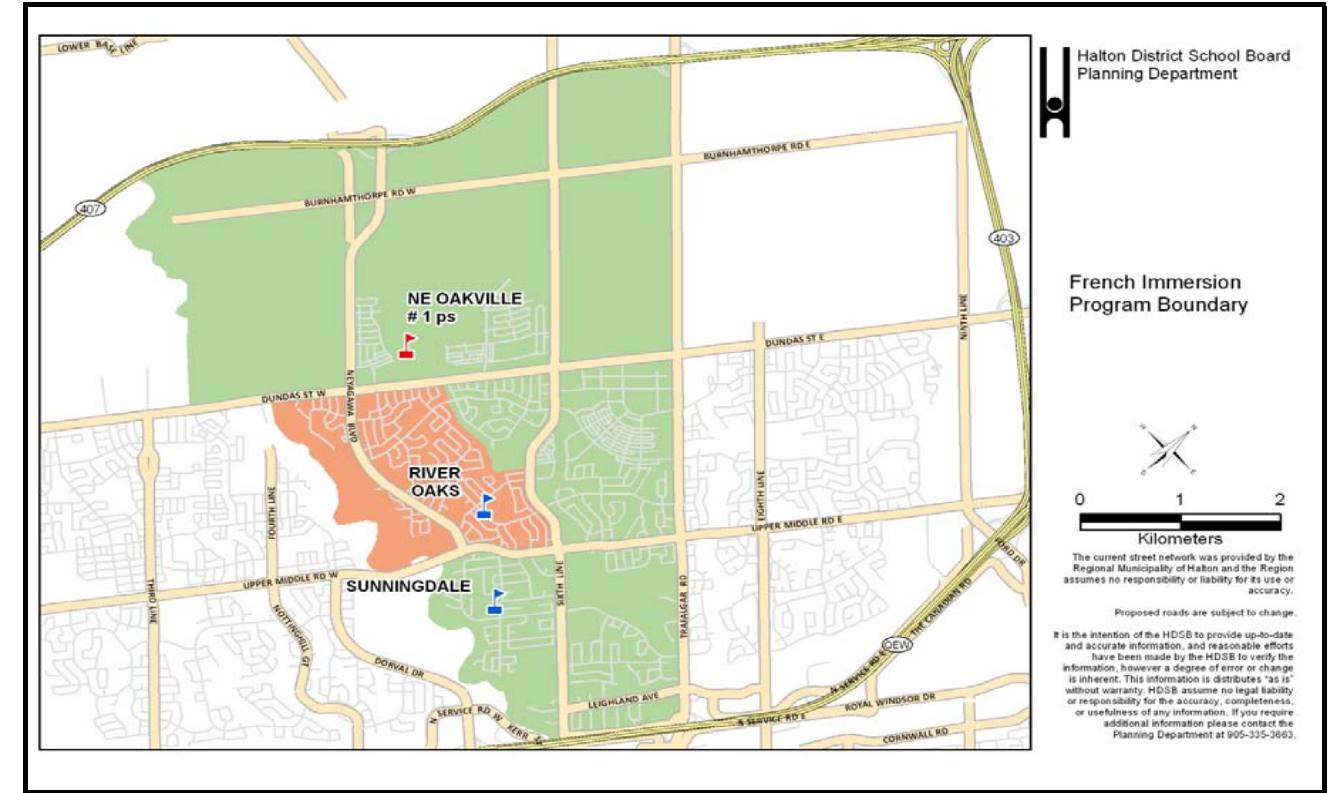 LOWER BASE LINE
407
BURNHAMTHORPE RD W
BURNHAMTHORPE RD E
403
NE OAKVILLE
# 1 ps
NINTH LINE
DUNDAS ST E
DUNDAS ST W
NEYAGAWA BLVD
RIVER
OAKS
FOURTH LINE
EIGHTH LINE
UPPER MIDDLE RD E
FORD DR
UPPER MIDDLE RD W
SUNNINGDALE
THIRD LINE
SIXTH LINE
TRAFALGAR RD
NOTTINGHILL GT
THE CANADIAN RD
QEW
DORVAL DR
N SERVICE RD E
LEIGHLAND AVE
ROYAL WINDSOR DR
N SERVICE RD W
KERR ST
S SERVICE RD E
CORNWALL RD
Halton District School Board
Planning Department
French Immersion
Program Boundary
0 1 2
Kilometers
The current street network was provided by the
Regional Municipality of Halton and the Region
assumes no responsibility or liability for its use or
accuracy.
Proposed roads are subject to change.
It is the intention of the HDSB to provide up-to-date
and accurate information, and reasonable efforts
have been made by the HDSB to verify the
information, however a degree of error or change
is inherent. This information is distributes "as is"
without warranty. HDSB assume no legal liability
or responsibility for the accuracy, completeness,
or usefulness of any information. If you require
additional information please contact the
Planning Department at 905-335-3663.